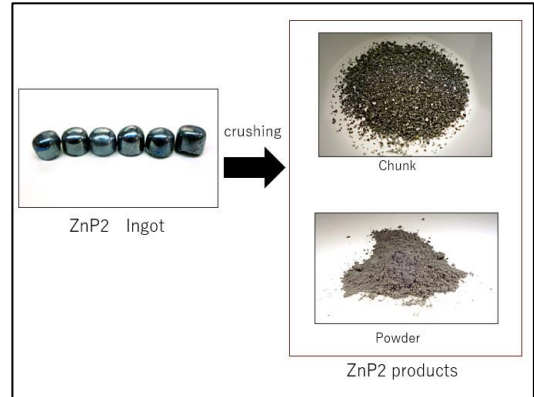 ZnP2 Ingot
crushing
Chunk
Powder
ZnP2 products